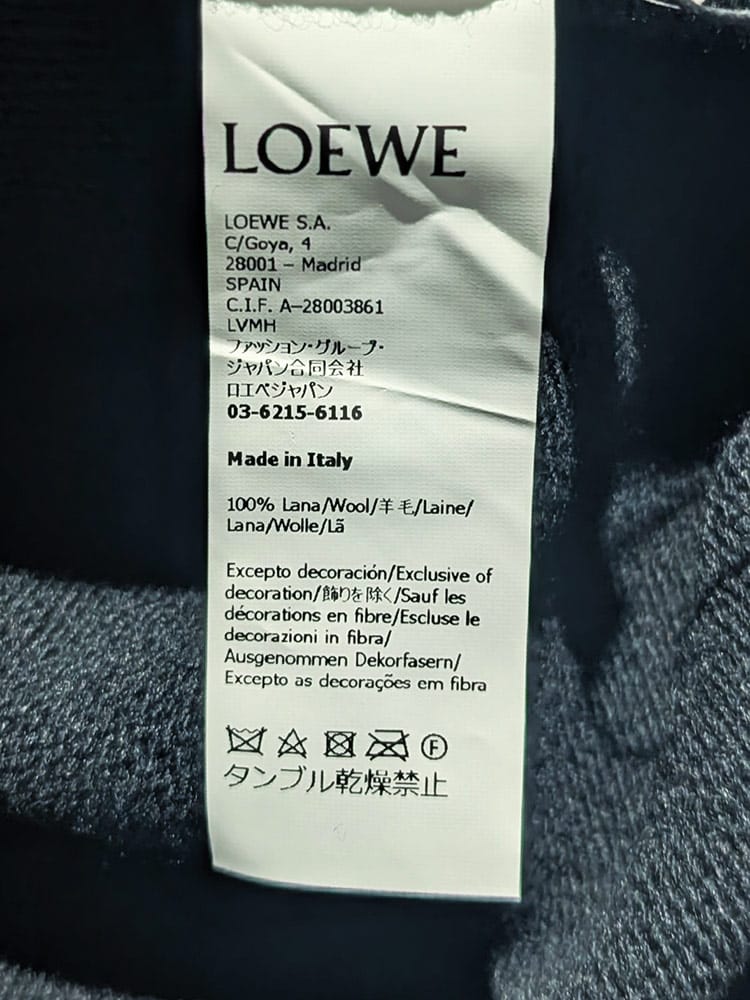 LOEWE
LOEWE S.A.
C/Goya, 4
28001 – Madrid
SPAIN
C.I.F. A–28003861
LVMH
ファッション・グループ・
ジャパン合同会社
ロエベジャパン
03-6215-6116
Made in Italy
100% Lana/Wool/羊毛/Laine/
Lana/Wolle/Lã
Excepto decoración/Exclusive of
decoration/飾りを除く/Sauf les
décorations en fibre/Escluse le
decorazioni in fibra/
Ausgenommen Dekorfasern/
Excepto as decorações em fibra
F
タンブル乾燥禁止